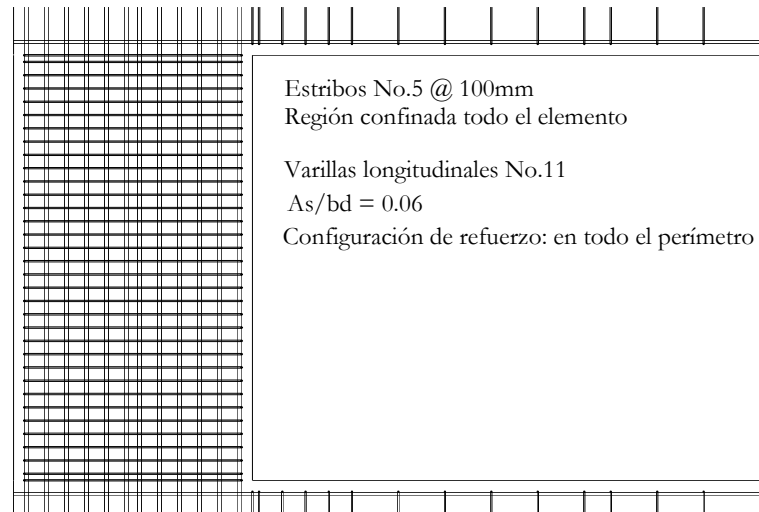 Estribos No.5 @ 100mm
Región confinada todo el elemento
Varillas longitudinales No.11
As/bd = 0.06
Configuración de refuerzo: en todo el perímetro